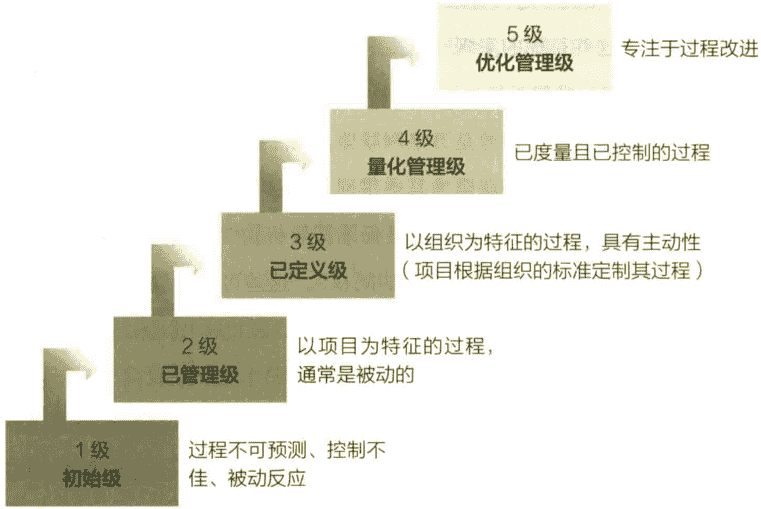 5 级
优化管理级
专注于过程改进
4 级
量化管理级
已度量且已控制的过程
3 级
已定义级
以组织为特征的过程，具有主动性
（项目根据组织的标准定制其过程）
2 级
已管理级
以项目为特征的过程，
通常是被动的
1 级
初始级
过程不可预测、控制不
佳、被动反应